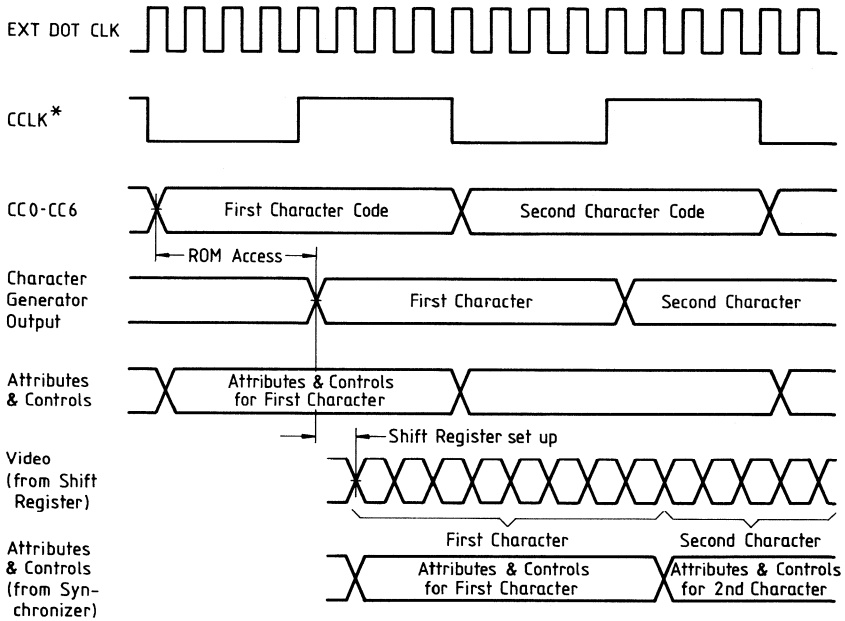 EXT DOT CLK
CCLK*
CC0-CC6
First Character Code
Second Character Code
ROM Access
Character
Generator
Output
First Character
Second Character
Attributes
& Controls
Attributes & Controls
for First Character
Shift Register set up
Video
(from Shift
Register)
First Character
Second Character
Attributes
& Controls
(from Syn-
chronizer)
Attributes & Controls
for First Character
Attributes & Controls
for 2nd Character